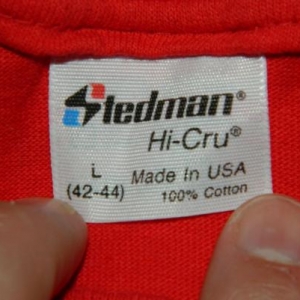 Stedman®
Hi-Cru®
L
(42-44)
Made In USA
100% Cotton